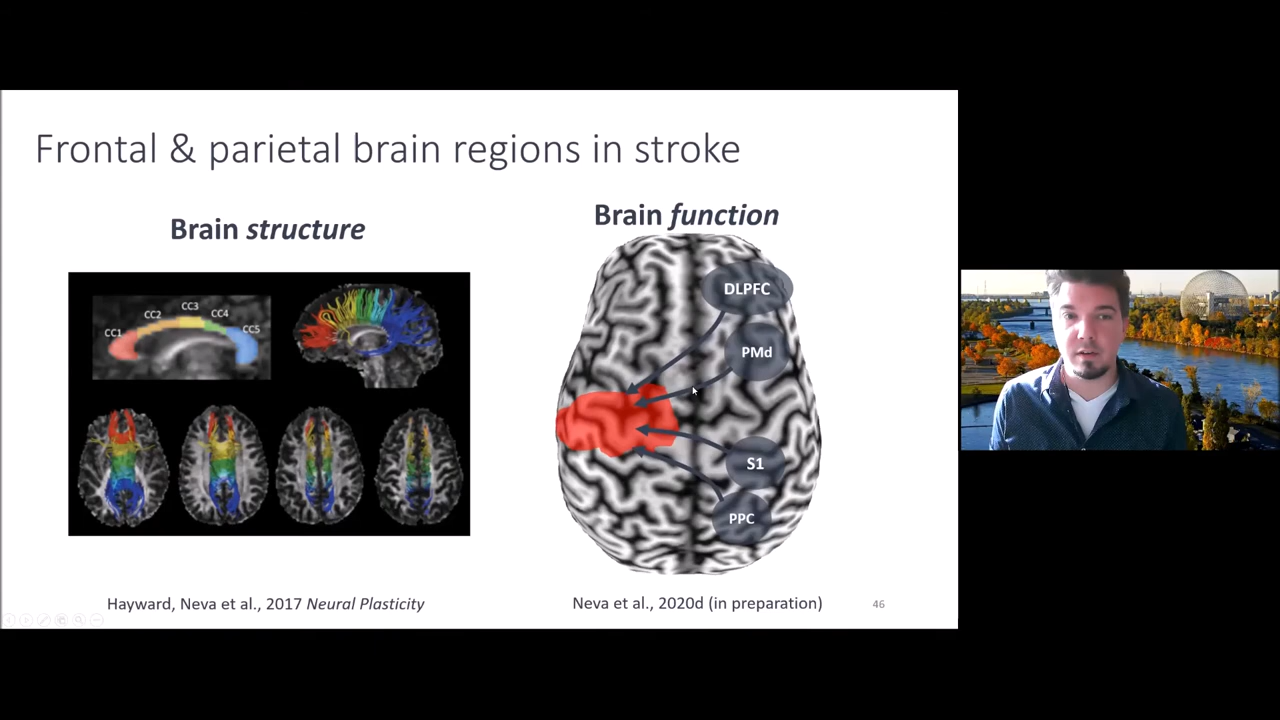 Frontal & parietal brain regions in stroke
Brain structure
CC1
CC2
CC3
CC4
CC5
Hayward, Neva et al., 2017 Neural Plasticity
Brain function
DLPFC
PMd
S1
PPC
Neva et al., 2020d (in preparation)
46